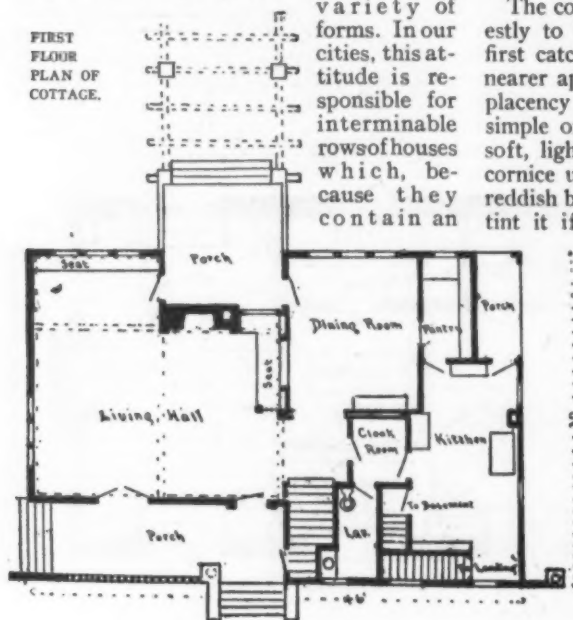 FIRST
FLOOR
PLAN OF
COTTAGE.
variety of
forms. In our
cities, this at-
titude is re-
sponsible for
interminable
rows of houses
which, be-
cause they
contain an
The co
estly to
first catc
nearer ap
placency
simple o
soft, ligh
cornice u
reddish b
tint it if
Seat
Porch
Dining Room
Pantry
Porch
Seat
Living Hall
Cloak
Room
Kitchen
To Basement
Porch
Lav.
Landing
46'